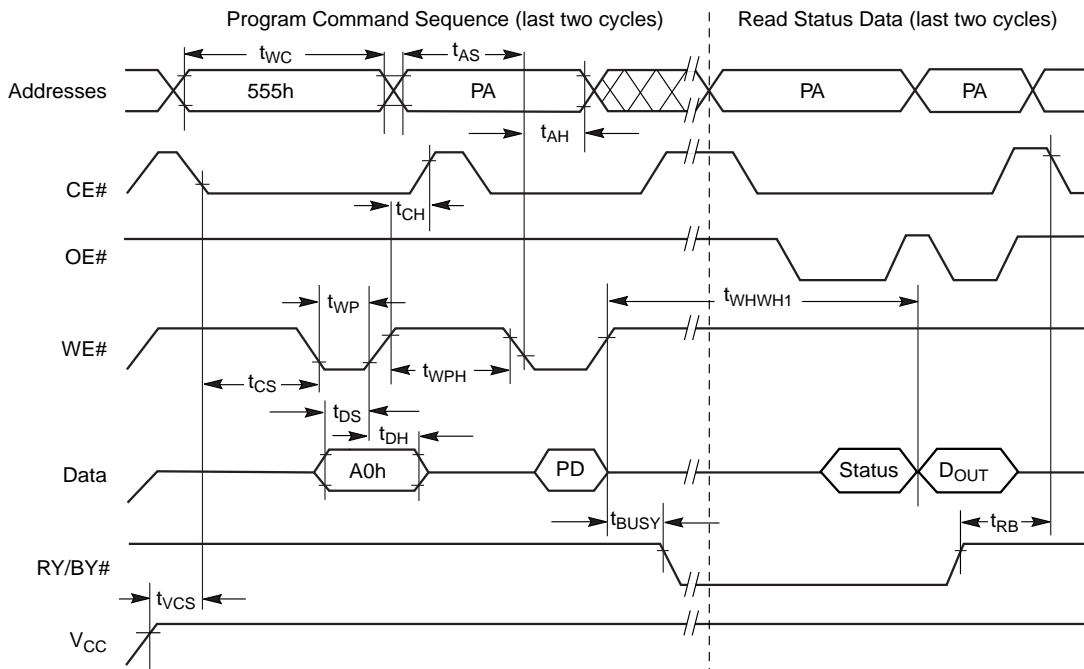 Program Command Sequence (last two cycles) Read Status Data (last two cycles)
tWC tAS
Addresses 555h PA PA PA
tAH
CE#
tCH
OE#
tWP tWHWH1
WE#
tCS tWPH
tDS
tDH
Data A0h PD Status DOUT
tBUSY tRB
RY/BY#
tVCS
VCC